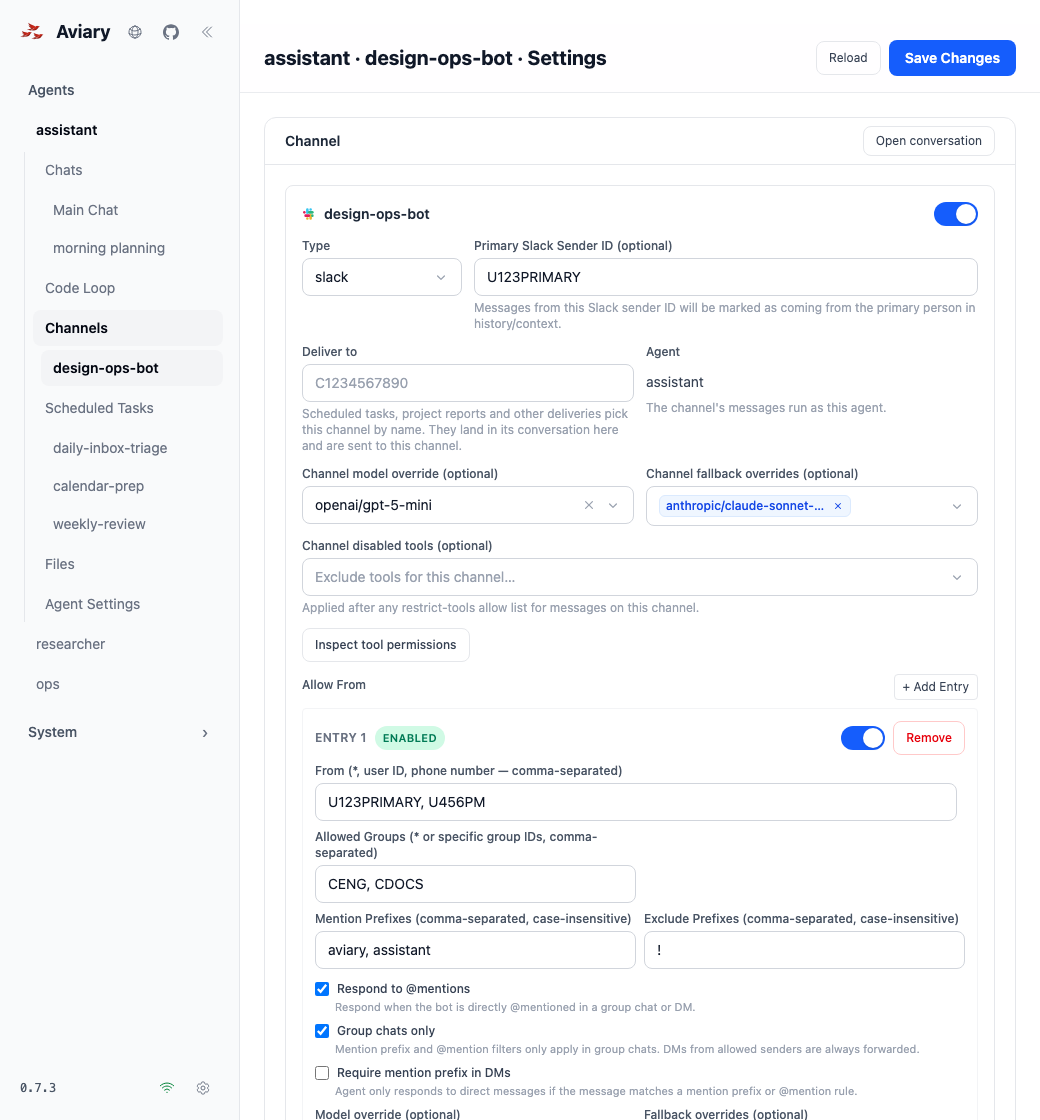 Aviary
Agents
assistant
Chats
Main Chat
morning planning
Code Loop
Channels
design-ops-bot
Scheduled Tasks
daily-inbox-triage
calendar-prep
weekly-review
Files
Agent Settings
researcher
ops
System
0.7.3
assistant · design-ops-bot · Settings
Reload
Save Changes
Channel
Open conversation
design-ops-bot
Type
Primary Slack Sender ID (optional)
slack
U123PRIMARY
Messages from this Slack sender ID will be marked as coming from the primary person in
history/context.
Deliver to
Agent
C1234567890
assistant
Scheduled tasks, project reports and other deliveries pick
this channel by name. They land in its conversation here
and are sent to this channel.
The channel's messages run as this agent.
Channel model override (optional)
Channel fallback overrides (optional)
openai/gpt-5-mini
anthropic/claude-sonnet-...
Channel disabled tools (optional)
Exclude tools for this channel...
Applied after any restrict-tools allow list for messages on this channel.
Inspect tool permissions
Allow From
+ Add Entry
ENTRY 1
ENABLED
Remove
From (*, user ID, phone number — comma-separated)
U123PRIMARY, U456PM
Allowed Groups (* or specific group IDs, comma-
separated)
CENG, CDOCS
Mention Prefixes (comma-separated, case-insensitive)
Exclude Prefixes (comma-separated, case-insensitive)
aviary, assistant
!
Respond to @mentions
Respond when the bot is directly @mentioned in a group chat or DM.
Group chats only
Mention prefix and @mention filters only apply in group chats. DMs from allowed senders are always forwarded.
Require mention prefix in DMs
Agent only responds to direct messages if the message matches a mention prefix or @mention rule.
Model override (optional)
Fallback overrides (optional)